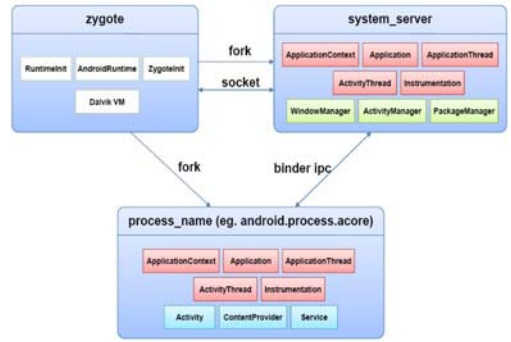 zygote
RuntimeInit AndroidRuntime ZygoteInit
Dalvik VM
fork
socket
system_server
ApplicationContext Application ApplicationThread
ActivityThread Instrumentation
WindowManager ActivityManager PackageManager
fork
binder ipc
process_name (eg. android.process.acore)
ApplicationContext Application ApplicationThread
ActivityThread Instrumentation
Activity ContentProvider Service